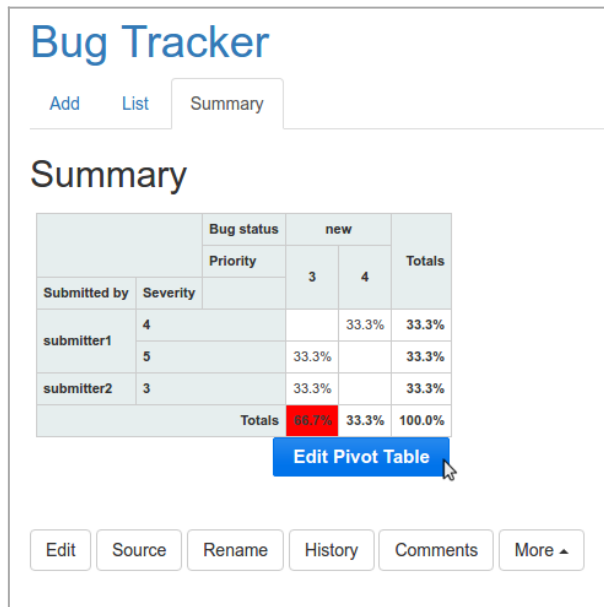 Bug Tracker
Add List Summary
Summary
Bug status new Totals
Priority 3 4
Submitted by Severity
submitter1 4 33.3% 33.3%
5 33.3% 33.3%
submitter2 3 33.3% 33.3%
Totals 66.7% 33.3% 100.0%
Edit Pivot Table
Edit Source Rename History Comments More